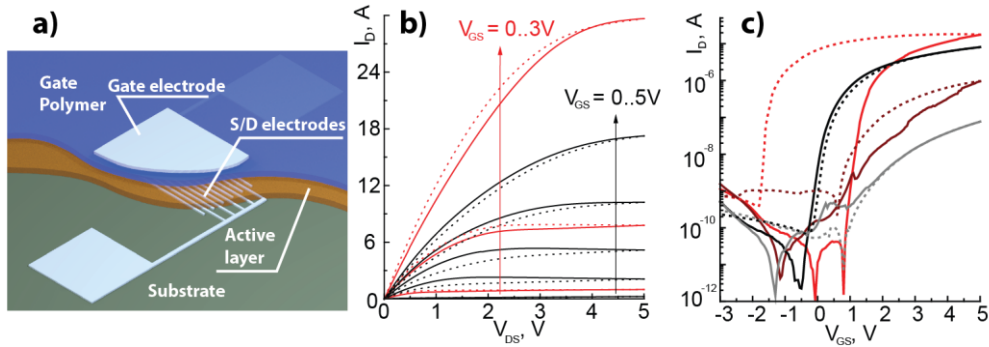 a)
Gate
Polymer
Gate electrode
S/D electrodes
Active
layer
Substrate
b)
I_D, A
V_GS = 0..3V
V_GS = 0..5V
24
18
12
6
0
0 1 2 3 4 5
V_DS, V
c)
I_D, A
10^-4
10^-6
10^-8
10^-10
10^-12
-3 -2 -1 0 1 2 3 4 5
V_GS, V